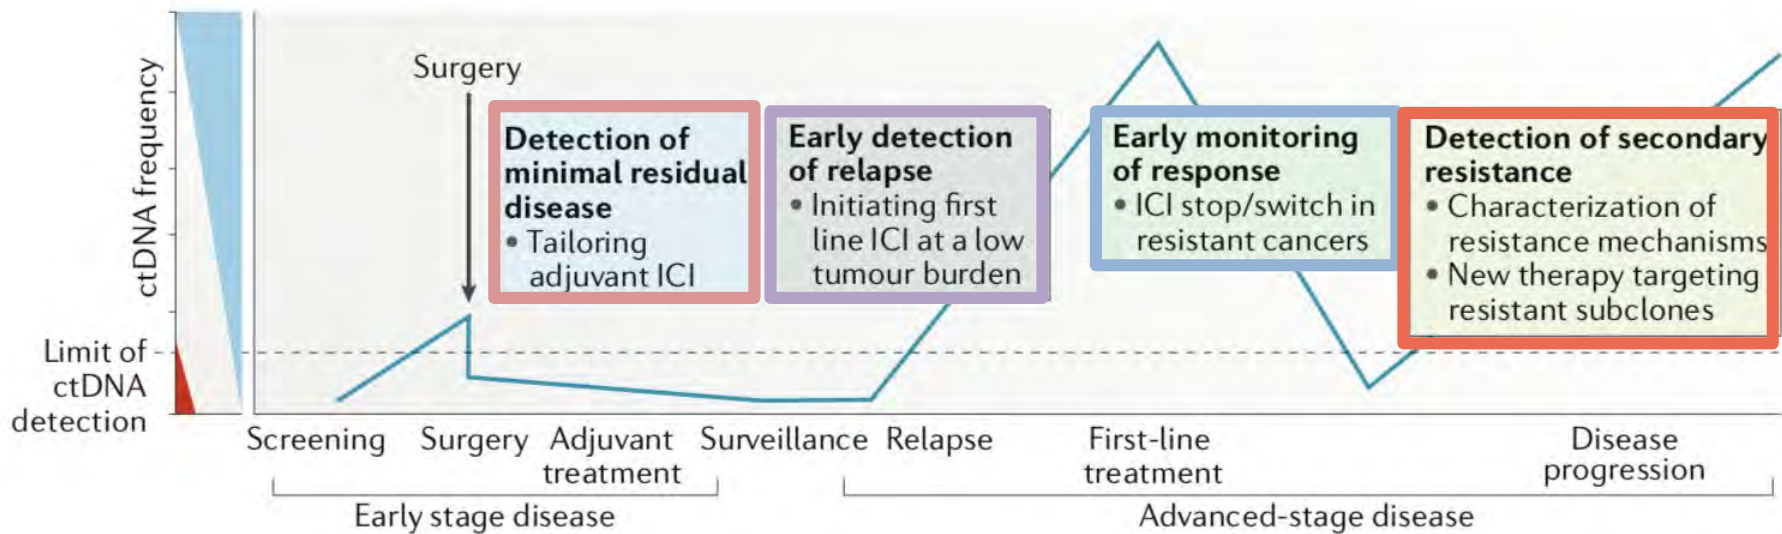 ctDNA frequency
Limit of
ctDNA
detection
Surgery
Detection of
minimal residual
disease
• Tailoring
adjuvant ICI
Early detection
of relapse
• Initiating first
line ICI at a low
tumour burden
Early monitoring
of response
• ICI stop/switch in
resistant cancers
Detection of secondary
resistance
• Characterization of
resistance mechanisms
• New therapy targeting
resistant subclones
Screening
Surgery
Adjuvant
treatment
Surveillance
Relapse
First-line
treatment
Disease
progression
Early stage disease
Advanced-stage disease